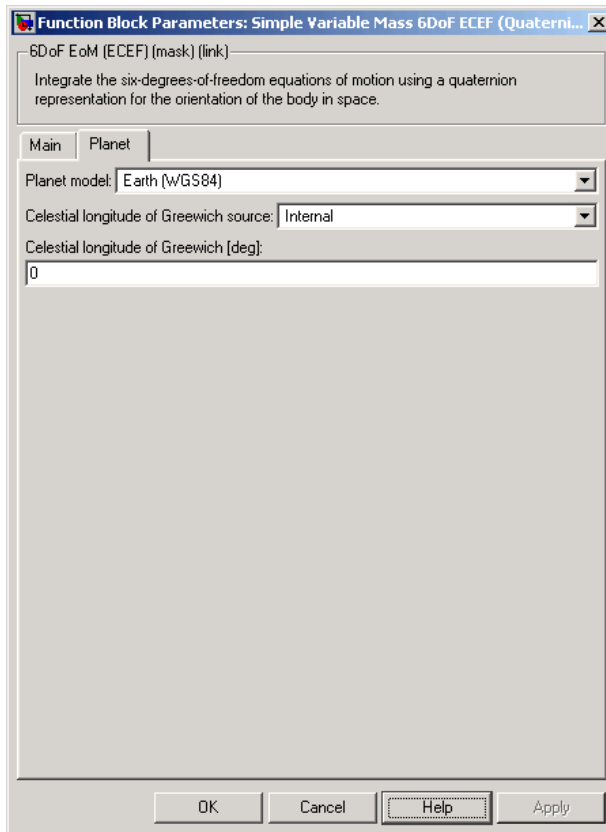 Function Block Parameters: Simple Variable Mass 6DoF ECEF (Quaterni...
6DoF EoM (ECEF) (mask) (link)
Integrate the six-degrees-of-freedom equations of motion using a quaternion
representation for the orientation of the body in space.
Main Planet
Planet model: Earth (WGS84)
Celestial longitude of Greewich source: Internal
Celestial longitude of Greewich [deg]:
0
OK Cancel Help Apply